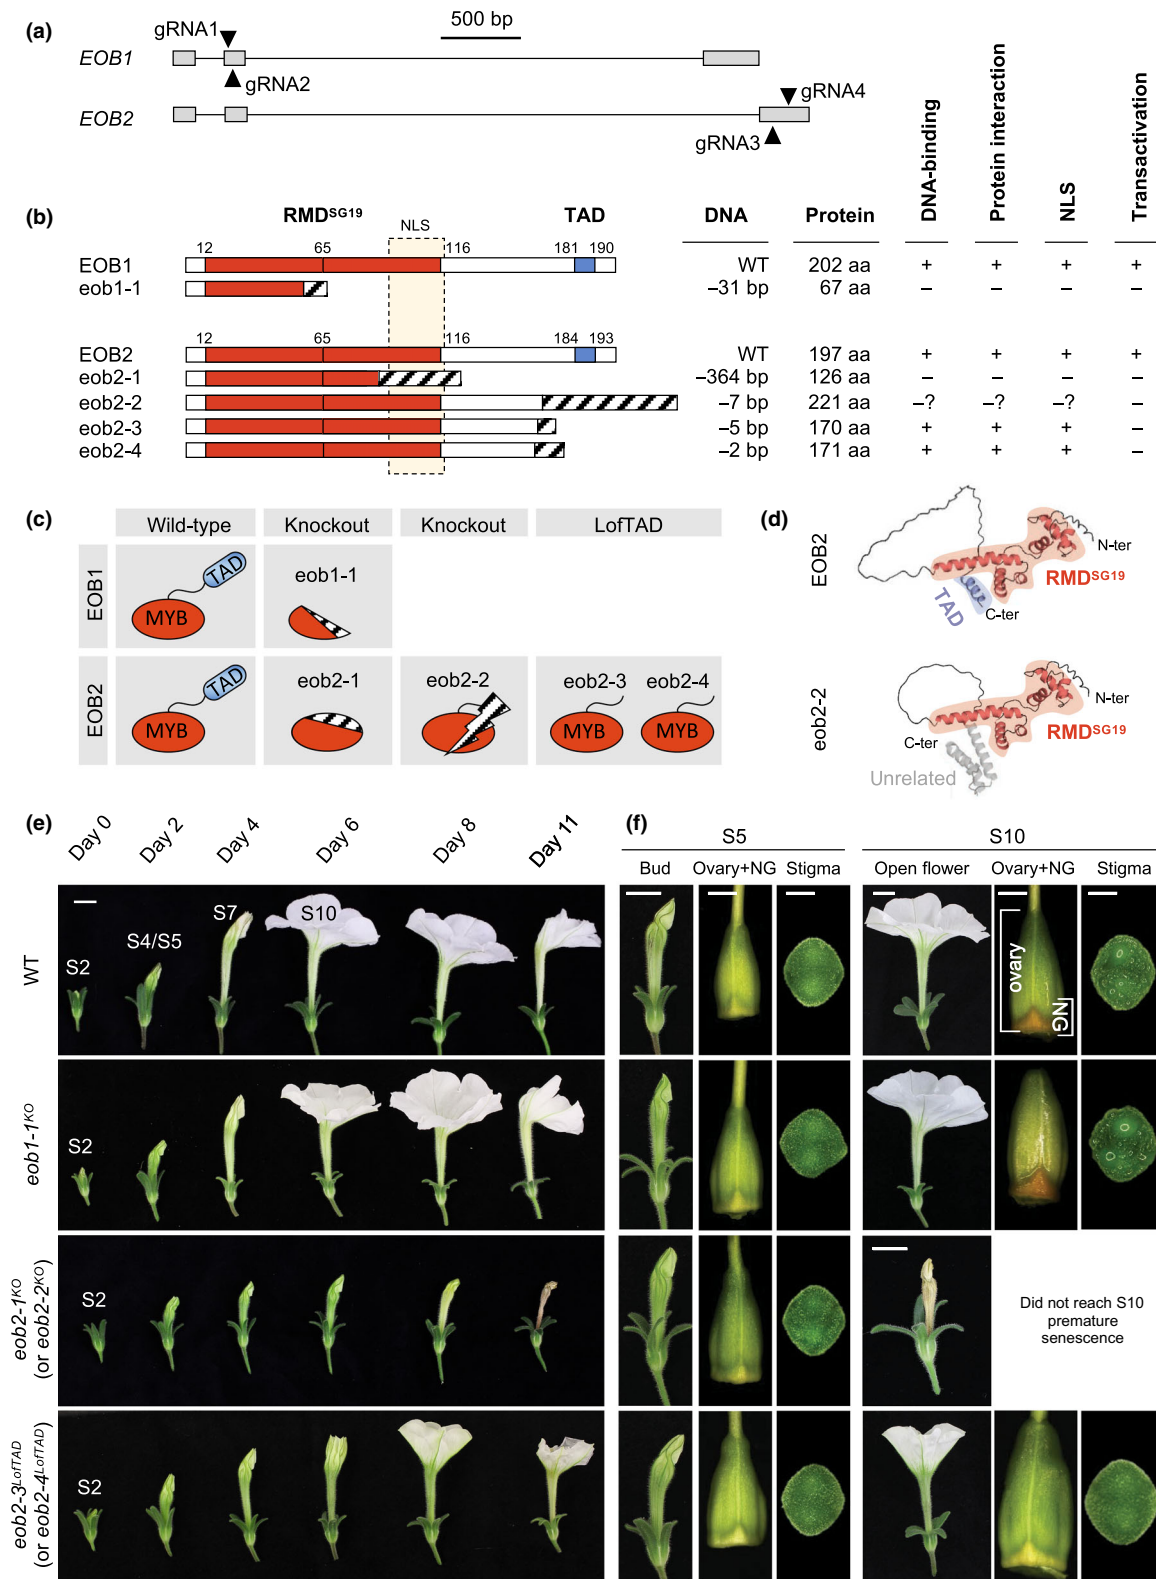 (a)
500 bp
gRNA1
EOB1
gRNA2
gRNA4
EOB2
gRNA3
DNA-binding
Protein interaction
NLS
Transactivation
(b)
RMDSG19
NLS
TAD
DNA
Protein
12 65 116 181 190
EOB1 WT 202 aa + + + +
eob1-1 –31 bp 67 aa – – – –
12 65 116 184 193
EOB2 WT 197 aa + + + +
eob2-1 –364 bp 126 aa – – – –
eob2-2 –7 bp 221 aa –? –? –? –
eob2-3 –5 bp 170 aa + + + –
eob2-4 –2 bp 171 aa + + + –
(c)
Wild-type Knockout Knockout LofTAD
EOB1
TAD
MYB
eob1-1
EOB2
TAD
MYB
eob2-1
eob2-2
eob2-3 eob2-4
MYB MYB
(d)
EOB2
N-ter
RMDSG19
TAD
C-ter
eob2-2
N-ter
C-ter
RMDSG19
Unrelated
(e)
Day 0 Day 2 Day 4 Day 6 Day 8 Day 11
WT
S2
S4/S5
S7
S10
eob1-1KO
S2
eob2-1KO
(or eob2-2KO)
S2
eob2-3LofTAD
(or eob2-4LofTAD)
S2
(f)
S5 S10
Bud Ovary+NG Stigma Open flower Ovary+NG Stigma
ovary
NG
Did not reach S10
premature
senescence